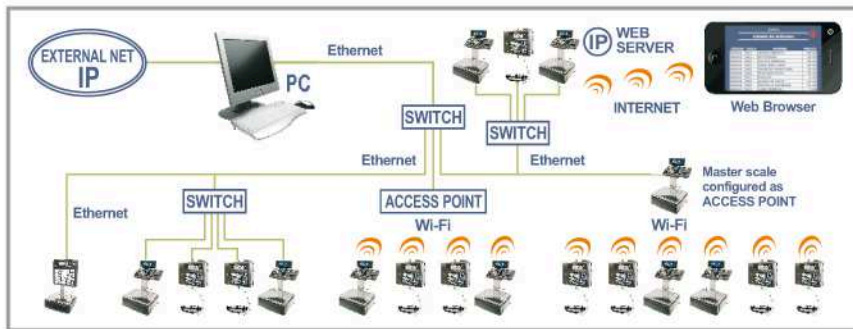 EXTERNAL NET
IP
Ethernet
PC
IP WEB
SERVER
INTERNET
Web Browser
SWITCH
SWITCH
Ethernet
Ethernet
Ethernet
SWITCH
ACCESS POINT
Wi-Fi
Master scale
configured as
ACCESS POINT
Wi-Fi